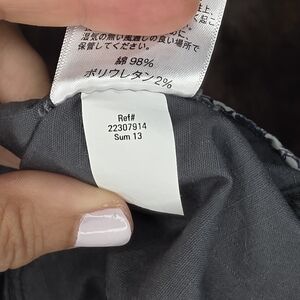 湿気の無い風通しの良い場所で
保管してください。
綿 98%
ポリウレタン 2%
Ref#
22307914
Sum 13